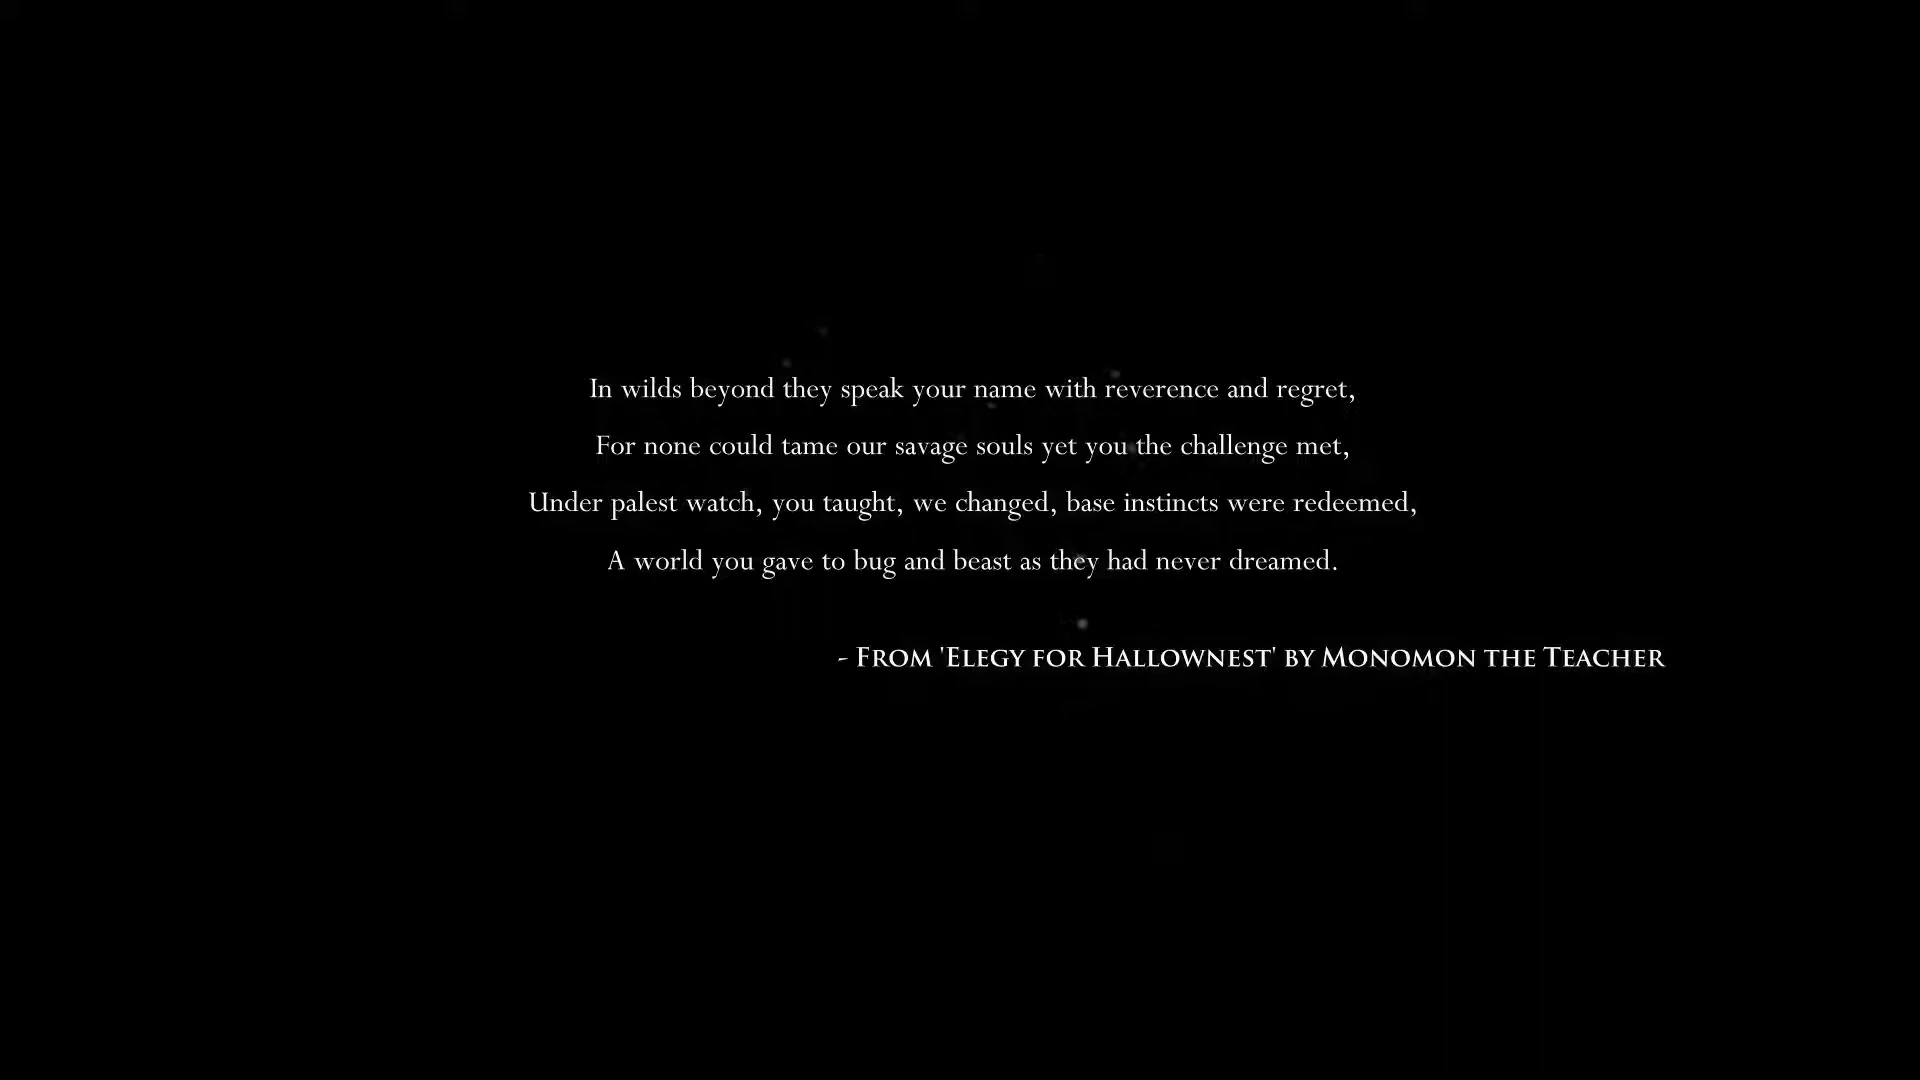 In wilds beyond they speak your name with reverence and regret,
For none could tame our savage souls yet you the challenge met,
Under palest watch, you taught, we changed, base instincts were redeemed,
A world you gave to bug and beast as they had never dreamed.
- From 'Elegy for Hallownest' by Monomon the Teacher